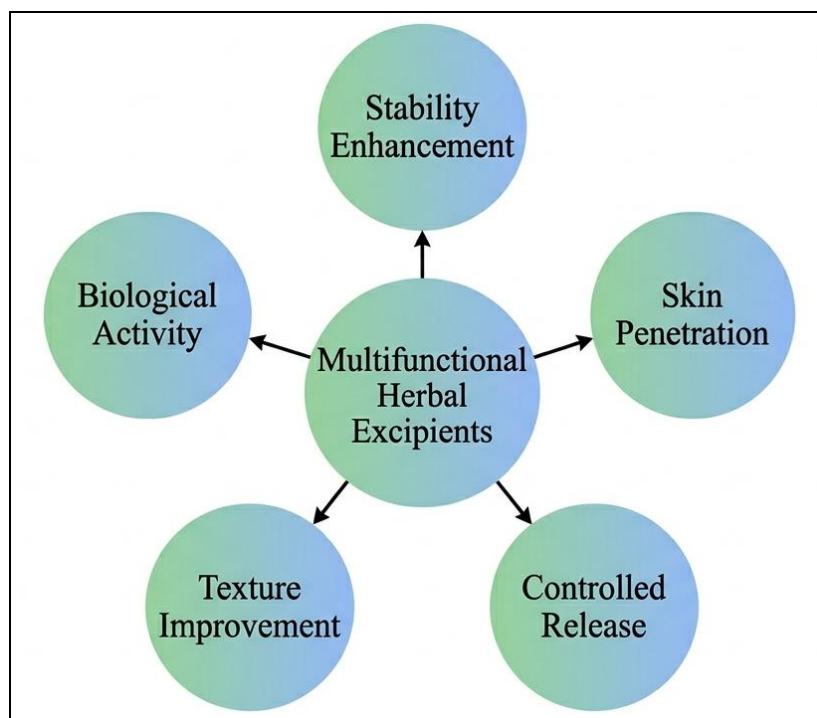 Stability
Enhancement
Biological
Activity
Skin
Penetration
Multifunctional
Herbal
Excipients
Texture
Improvement
Controlled
Release